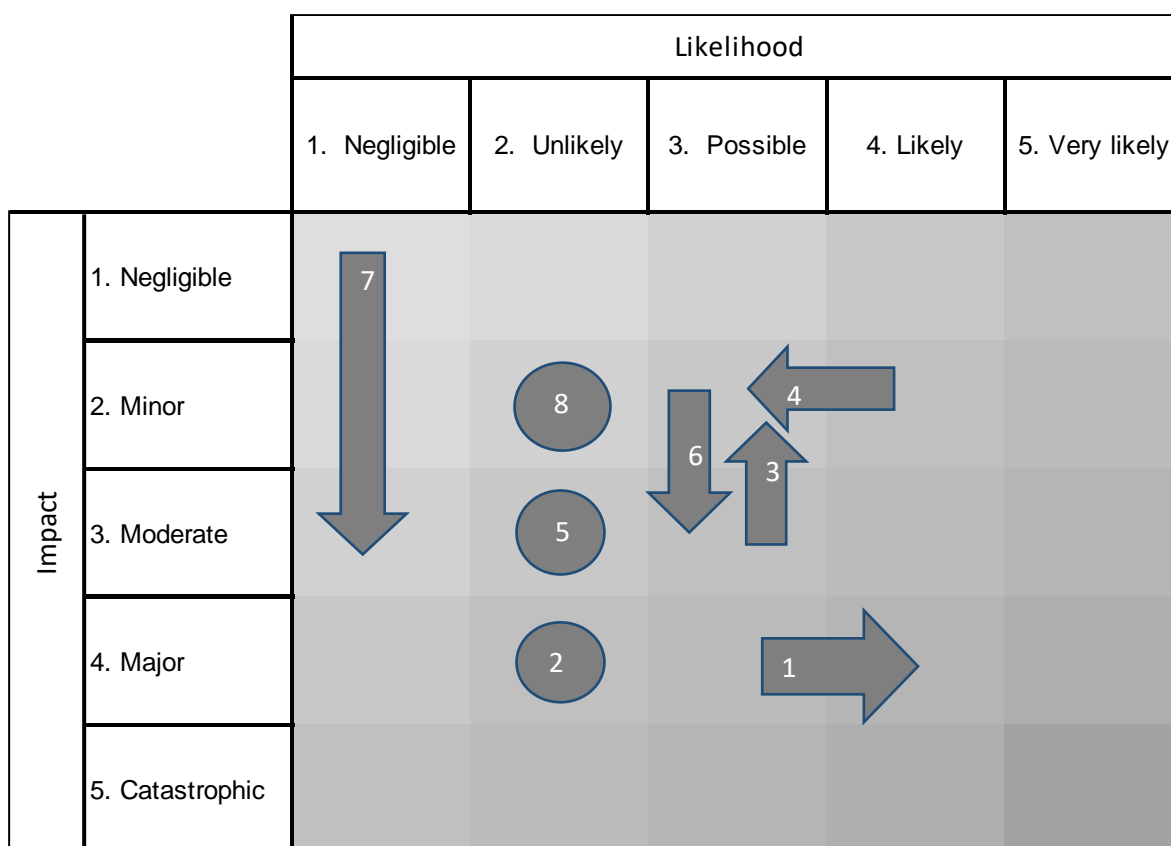 Likelihood
1. Negligible
2. Unlikely
3. Possible
4. Likely
5. Very likely
Impact
1. Negligible
7
2. Minor
8
4
6
3
3. Moderate
5
4. Major
2
1
5. Catastrophic